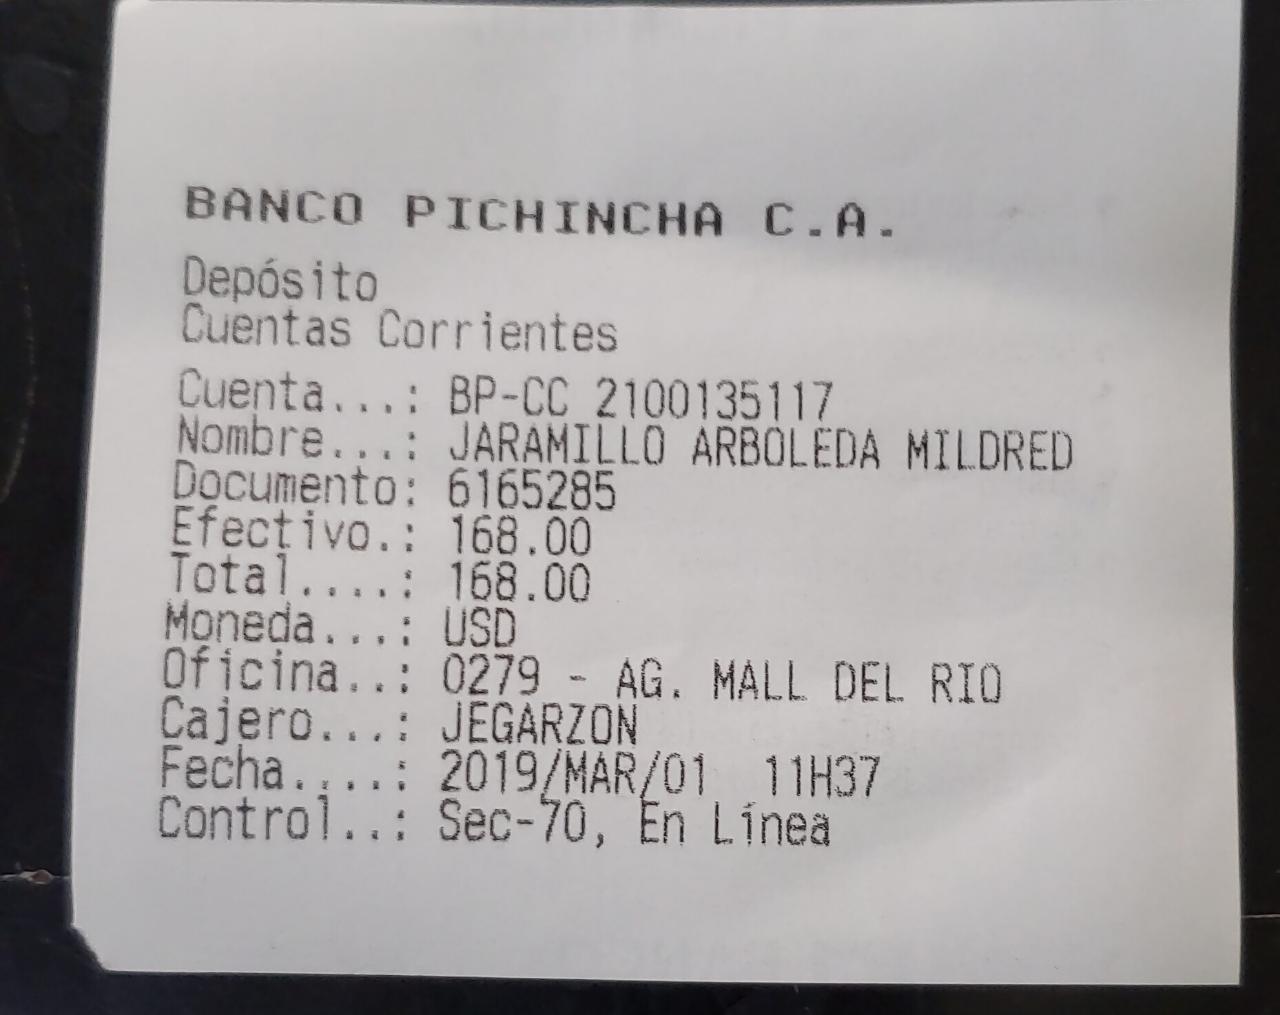 BANCO PICHINCHA C.A.
Depósito
Cuentas Corrientes
Cuenta...: BP-CC 2100135117
Nombre...: JARAMILLO ARBOLEDA MILDRED
Documento: 6165285
Efectivo.: 168.00
Total....: 168.00
Moneda...: USD
Oficina..: 0279 - AG. MALL DEL RIO
Cajero...: JEGARZON
Fecha....: 2019/MAR/01  11H37
Control..: Sec-70, En Línea